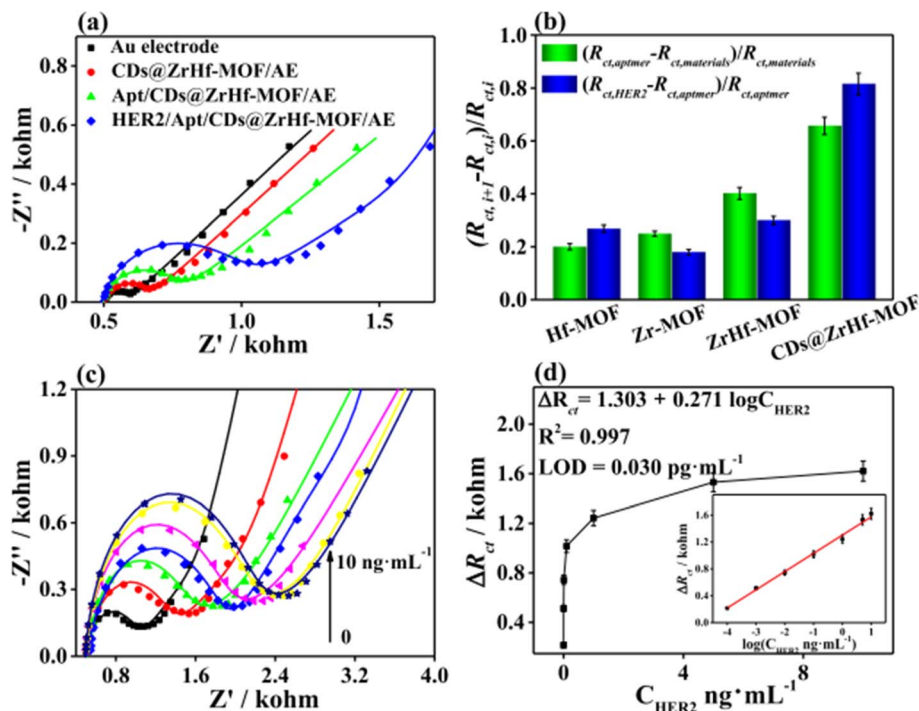 (a)
Au electrode
CDs@ZrHf-MOF/AE
Apt/CDs@ZrHf-MOF/AE
HER2/Apt/CDs@ZrHf-MOF/AE
-Z'' / kohm
0.8
0.6
0.4
0.2
0.0
0.5 1.0 1.5
Z' / kohm
(b)
(Rct,aptmer-Rct,materials)/Rct,materials
(Rct,HER2-Rct,aptmer)/Rct,aptmer
(Rct, i+1-Rct,i)/Rct,i
1.0
0.8
0.6
0.4
0.2
0.0
Hf-MOF Zr-MOF ZrHf-MOF CDs@ZrHf-MOF
(c)
-Z'' / kohm
1.2
0.9
0.6
0.3
0.0
10 ng·mL-1
0
0.8 1.6 2.4 3.2 4.0
Z' / kohm
(d)
ΔRct= 1.303 + 0.271 logCHER2
R2= 0.997
LOD = 0.030 pg·mL-1
ΔRct / kohm
2.0
1.6
1.2
0.8
0.4
0 4 8
CHER2 ng·mL-1
ΔRct / kohm
1.6
1.2
0.8
0.4
0.0
-4 -3 -2 -1 0 1
log(CHER2 ng·mL-1)